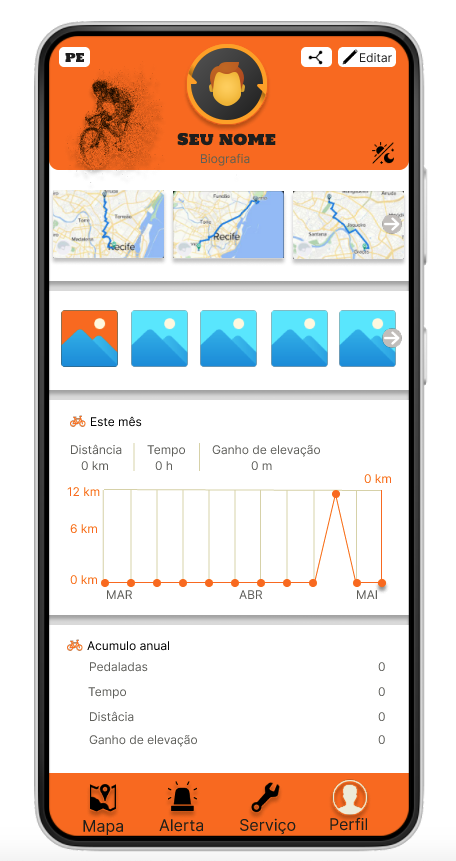 PE
Editar
SEU NOME
Biografia
Recife
Recife
Este mês
Distância Tempo Ganho de elevação
0 km 0 h 0 m
0 km
12 km
6 km
0 km
MAR ABR MAI
Acumulo anual
Pedaladas 0
Tempo 0
Distâcia 0
Ganho de elevação 0
Mapa Alerta Serviço Perfil